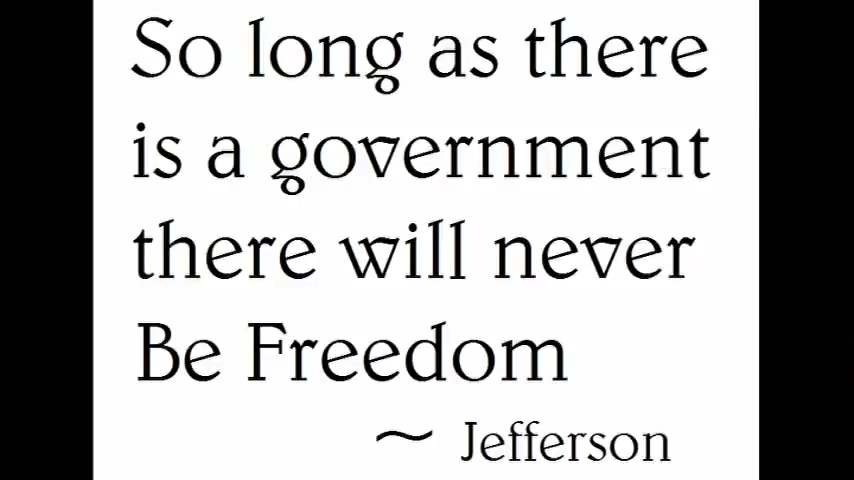 So long as there
is a government
there will never
Be Freedom
~ Jefferson